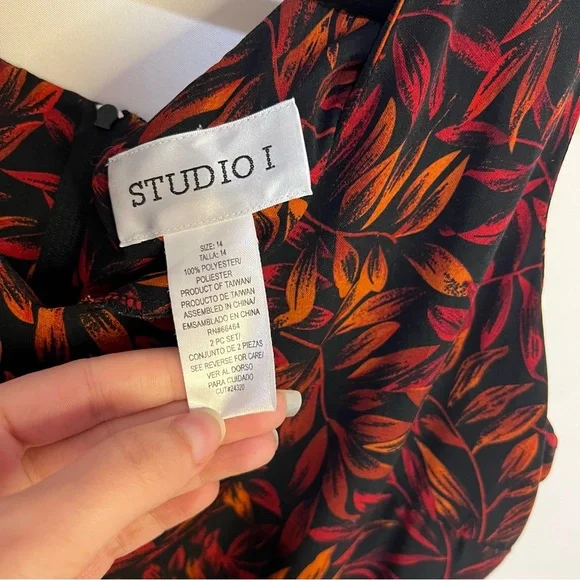 STUDIO I
SIZE: 14
TALLA: 14
100% POLYESTER/
POLIESTER
PRODUCT OF TAIWAN/
PRODUCTO DE TAIWAN
ASSEMBLED IN CHINA/
ENSAMBLADO EN CHINA
RN#66464
2 PC SET/
CONJUNTO DE 2 PIEZAS
SEE REVERSE FOR CARE/
VER AL DORSO
PARA CUIDADO
CUT#24320